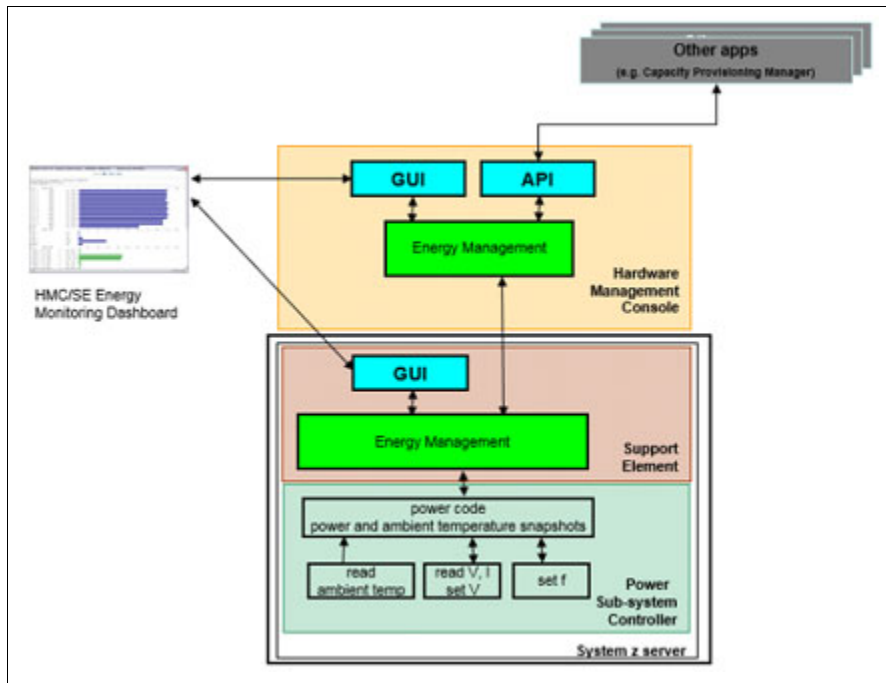 Other apps
(e.g. Capacity Provisioning Manager)
GUI
API
Energy Management
Hardware
Management
Console
HMC/SE Energy
Monitoring Dashboard
GUI
Energy Management
Support
Element
power code
power and ambient temperature snapshots
read
ambient temp
read V, I
set V
set f
Power
Sub-system
Controller
System z server